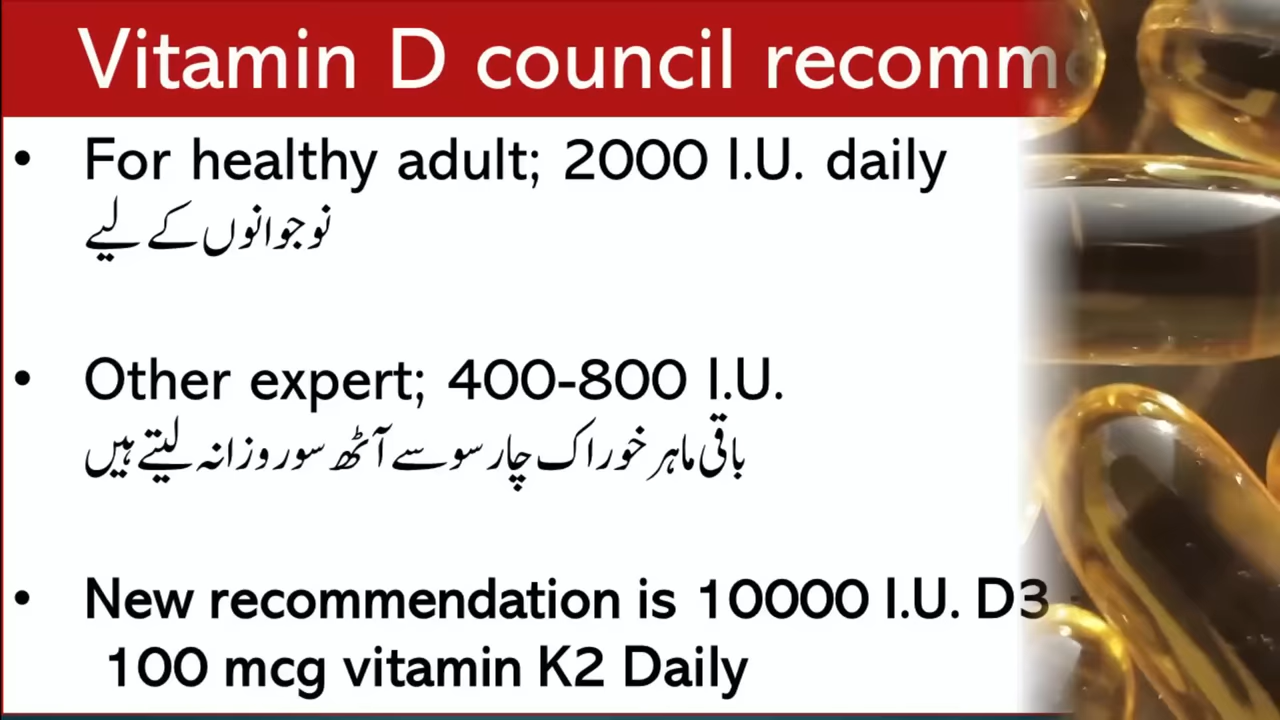 Vitamin D council recomm
• For healthy adult; 2000 I.U. daily
نوجوانوں کے لیے
• Other expert; 400-800 I.U.
باقی ماہر خوراک چار سو سے آٹھ سو روزانہ لیتے ہیں
• New recommendation is 10000 I.U. D3
100 mcg vitamin K2 Daily